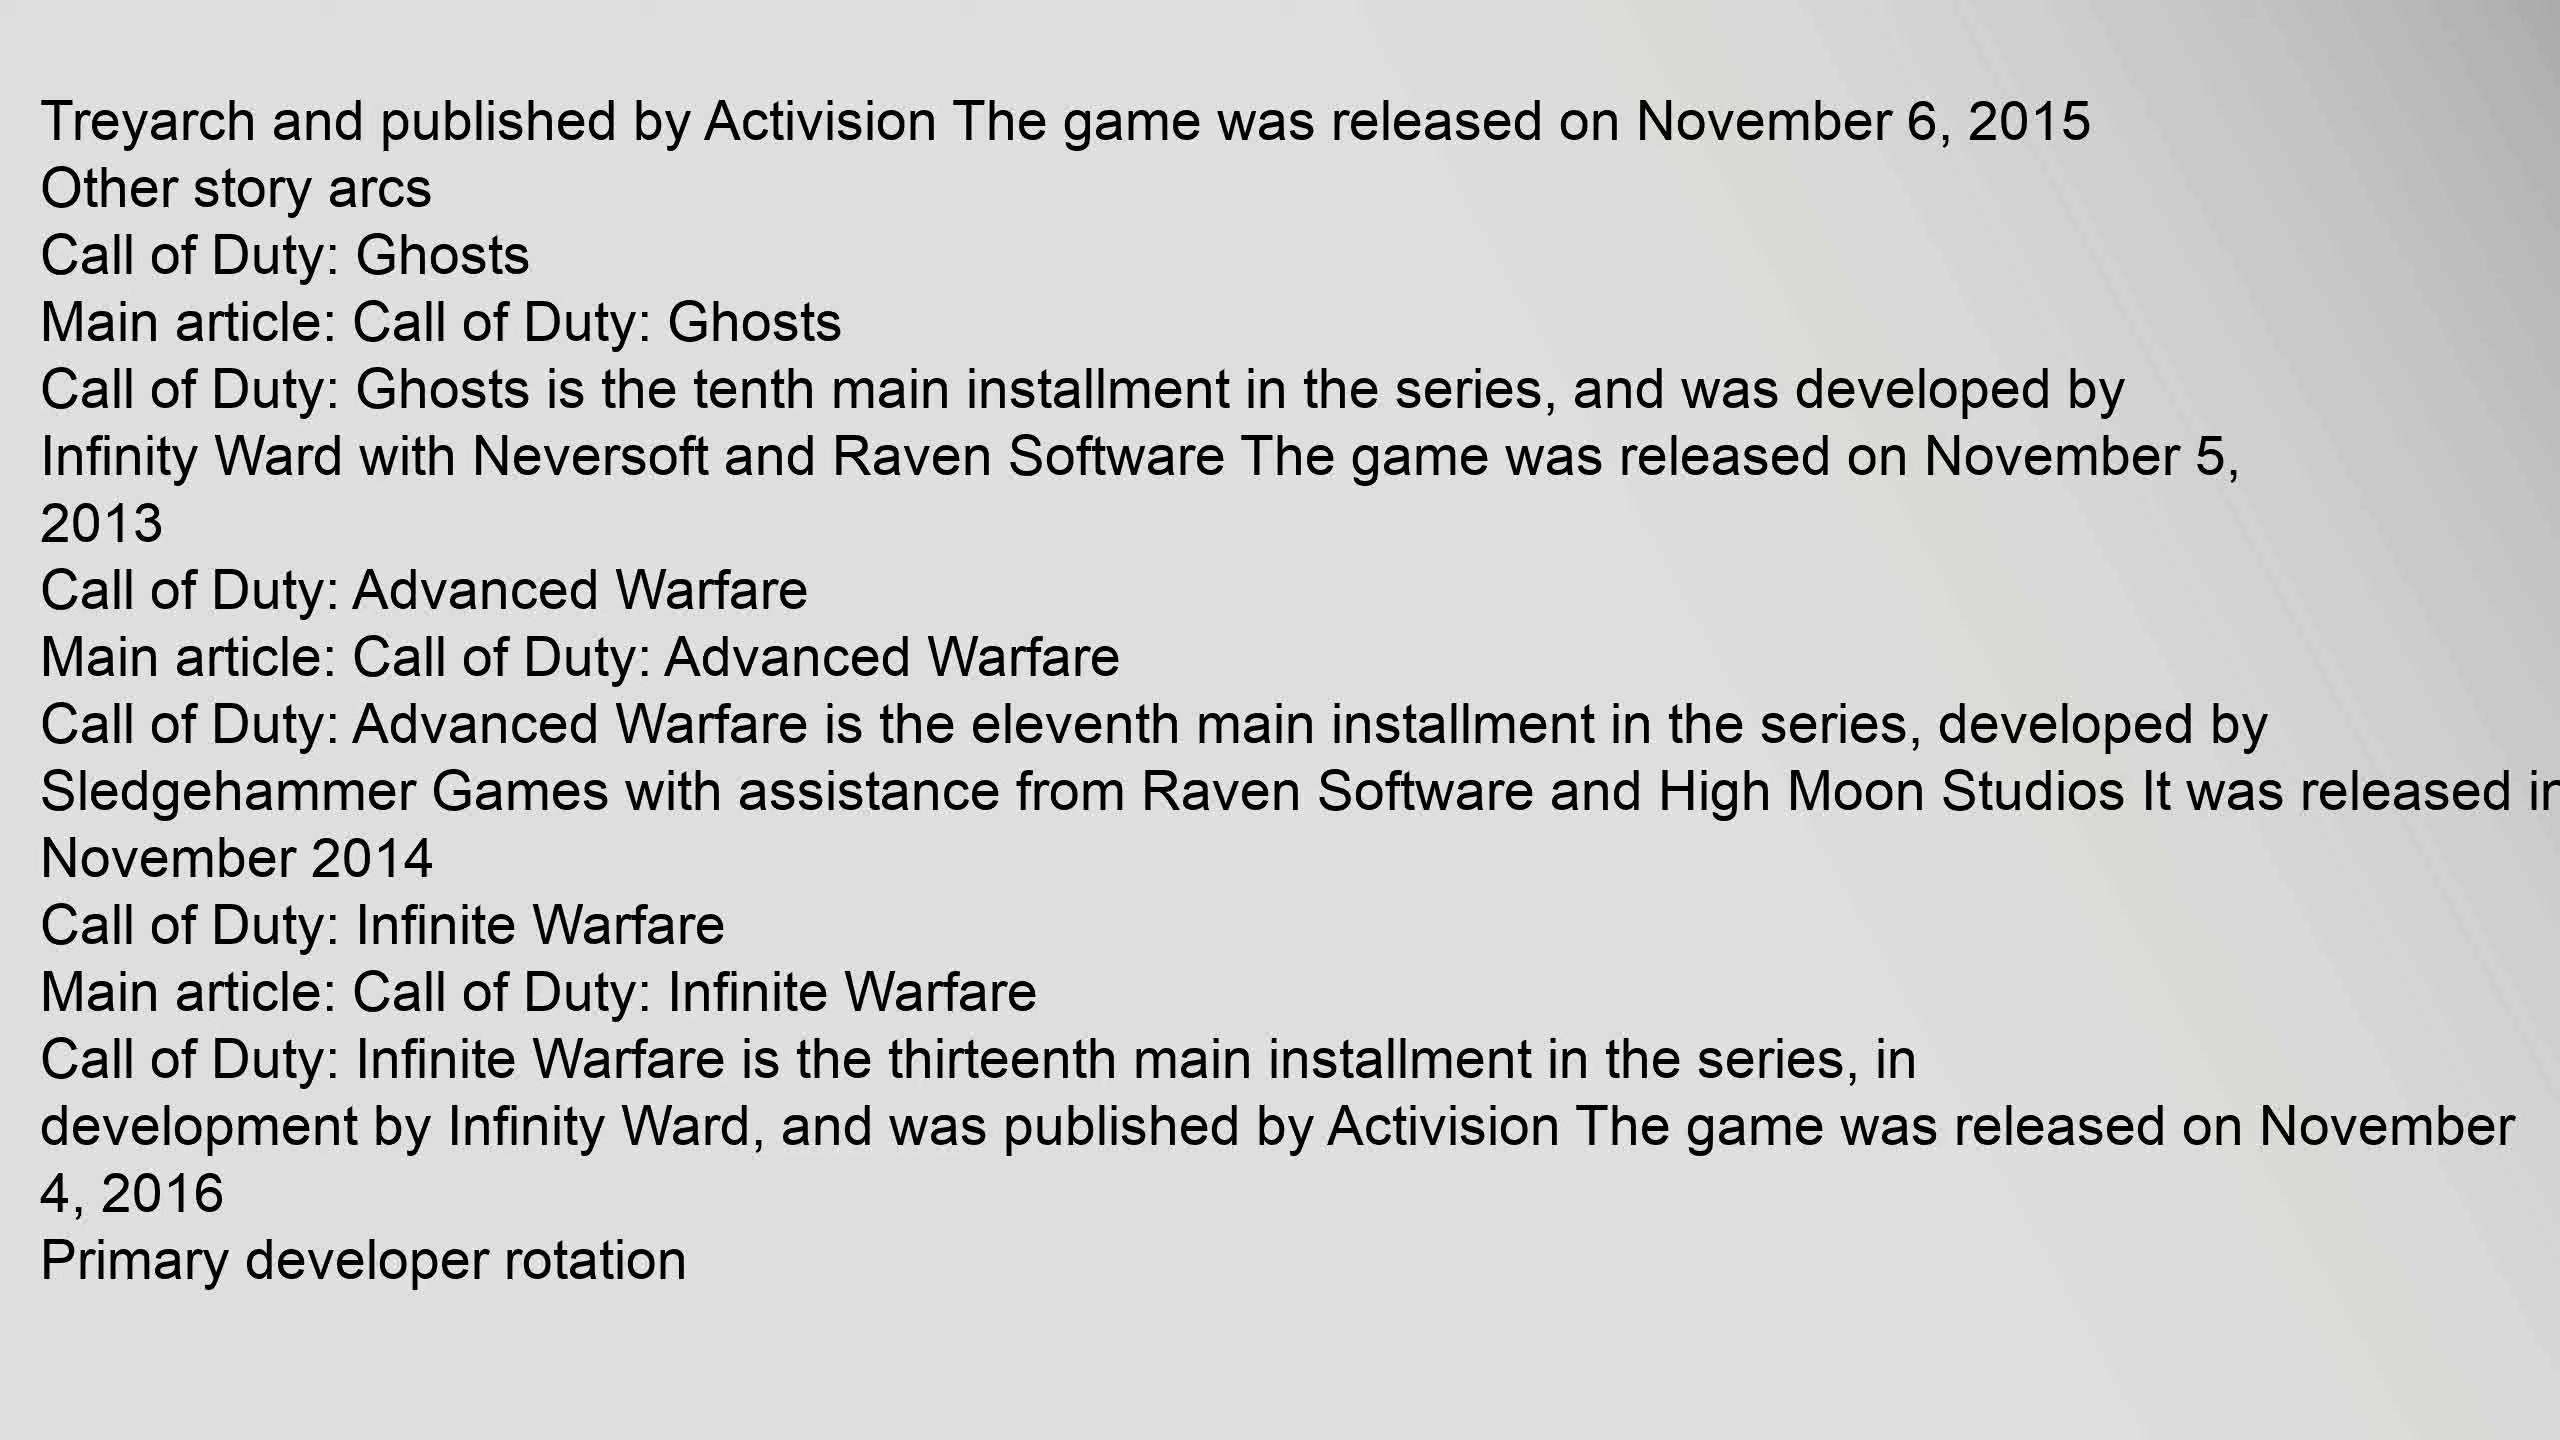 Treyarch and published by Activision The game was released on November 6, 2015
Other story arcs
Call of Duty: Ghosts
Main article: Call of Duty: Ghosts
Call of Duty: Ghosts is the tenth main installment in the series, and was developed by
Infinity Ward with Neversoft and Raven Software The game was released on November 5,
2013
Call of Duty: Advanced Warfare
Main article: Call of Duty: Advanced Warfare
Call of Duty: Advanced Warfare is the eleventh main installment in the series, developed by
Sledgehammer Games with assistance from Raven Software and High Moon Studios It was released in
November 2014
Call of Duty: Infinite Warfare
Main article: Call of Duty: Infinite Warfare
Call of Duty: Infinite Warfare is the thirteenth main installment in the series, in
development by Infinity Ward, and was published by Activision The game was released on November
4, 2016
Primary developer rotation